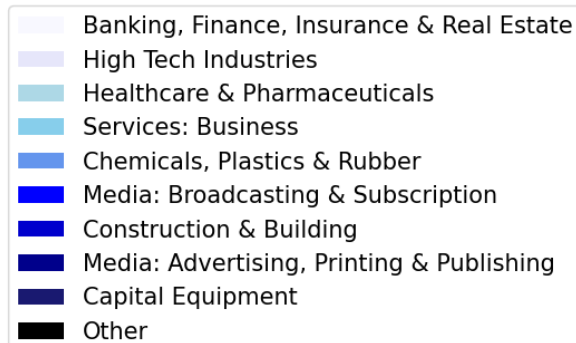 Banking, Finance, Insurance & Real Estate
High Tech Industries
Healthcare & Pharmaceuticals
Services: Business
Chemicals, Plastics & Rubber
Media: Broadcasting & Subscription
Construction & Building
Media: Advertising, Printing & Publishing
Capital Equipment
Other